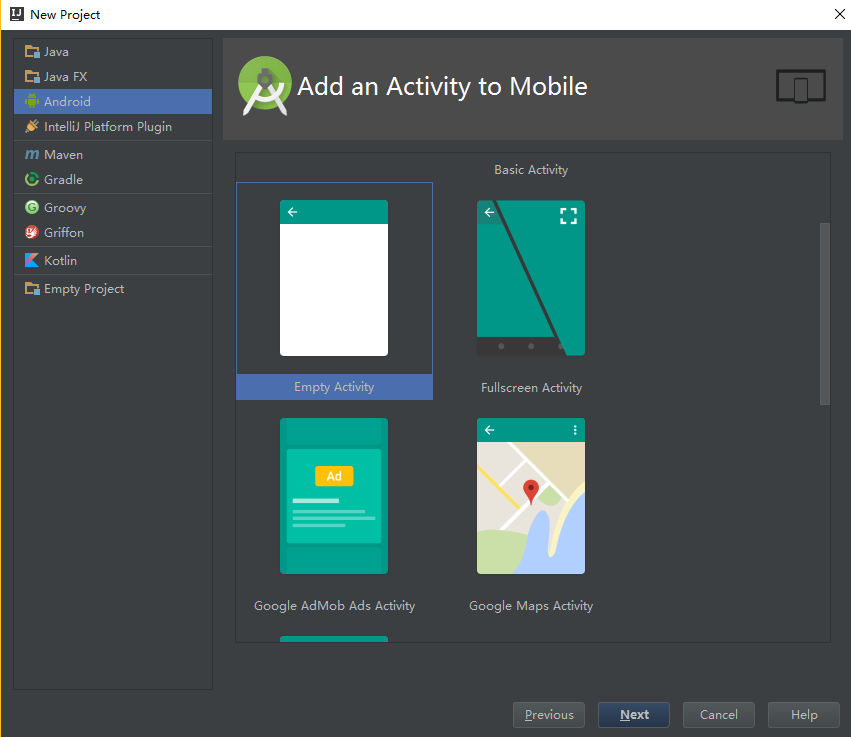 New Project
Java
Java FX
Android
IntelliJ Platform Plugin
Maven
Gradle
Groovy
Griffon
Kotlin
Empty Project
Add an Activity to Mobile
Basic Activity
Empty Activity
Fullscreen Activity
Ad
Google AdMob Ads Activity
Google Maps Activity
Previous
Next
Cancel
Help